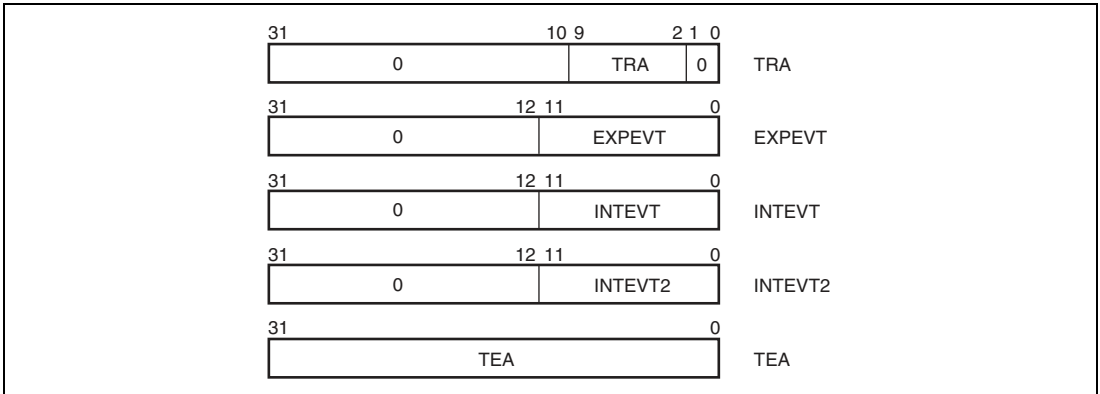 31 10 9 2 1 0
0 TRA 0 TRA
31 12 11 0
0 EXPEVT EXPEVT
31 12 11 0
0 INTEVT INTEVT
31 12 11 0
0 INTEVT2 INTEVT2
31 0
TEA TEA